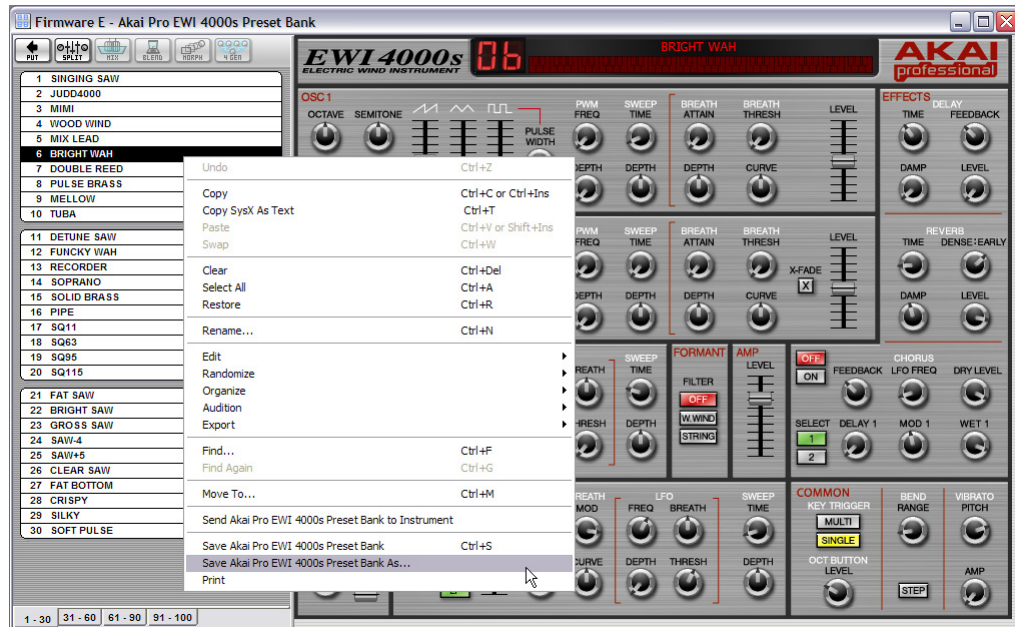 Firmware E - Akai Pro EWI 4000s Preset Bank
PUT SPLIT MIX BLEND MORPH 4 GEN
1 SINGING SAW
2 JUDD4000
3 MIMI
4 WOOD WIND
5 MIX LEAD
6 BRIGHT WAH
7 DOUBLE REED
8 PULSE BRASS
9 MELLOW
10 TUBA
11 DETUNE SAW
12 FUNCKY WAH
13 RECORDER
14 SOPRANO
15 SOLID BRASS
16 PIPE
17 SQ11
18 SQ63
19 SQ95
20 SQ115
21 FAT SAW
22 BRIGHT SAW
23 GROSS SAW
24 SAW-4
25 SAW+5
26 CLEAR SAW
27 FAT BOTTOM
28 CRISPY
29 SILKY
30 SOFT PULSE
1 - 30 31 - 60 61 - 90 91 - 100
Undo Ctrl+Z
Copy Ctrl+C or Ctrl+Ins
Copy SysX As Text Ctrl+T
Paste Ctrl+V or Shift+Ins
Swap Ctrl+W
Clear Ctrl+Del
Select All Ctrl+A
Restore Ctrl+R
Rename... Ctrl+N
Edit
Randomize
Organize
Audition
Export
Find... Ctrl+F
Find Again Ctrl+G
Move To... Ctrl+M
Send Akai Pro EWI 4000s Preset Bank to Instrument
Save Akai Pro EWI 4000s Preset Bank Ctrl+S
Save Akai Pro EWI 4000s Preset Bank As...
Print
EWI 4000s
ELECTRIC WIND INSTRUMENT
06
BRIGHT WAH
AKAI
professional
OSC 1
OCTAVE SEMITONE
PULSE
WIDTH
PWM
FREQ
SWEEP
TIME
BREATH
ATTAIN
BREATH
THRESH
LEVEL
DEPTH DEPTH DEPTH CURVE
PWM
FREQ
SWEEP
TIME
BREATH
ATTAIN
BREATH
THRESH
LEVEL
X-FADE
X
DEPTH DEPTH DEPTH CURVE
EFFECTS
DELAY
TIME FEEDBACK
DAMP LEVEL
REVERB
TIME DENSE:EARLY
DAMP LEVEL
BREATH
SWEEP
TIME
THRESH DEPTH
FORMANT
FILTER
OFF
W.WIND
STRING
AMP
LEVEL
OFF
ON
CHORUS
FEEDBACK LFO FREQ DRY LEVEL
SELECT
1
2
DELAY 1 MOD 1 WET 1
BREATH
MOD
LFO
FREQ BREATH
SWEEP
TIME
CURVE DEPTH THRESH DEPTH
COMMON
KEY TRIGGER
MULTI
SINGLE
OCT BUTTON
LEVEL
BEND
RANGE
STEP
VIBRATO
PITCH
AMP